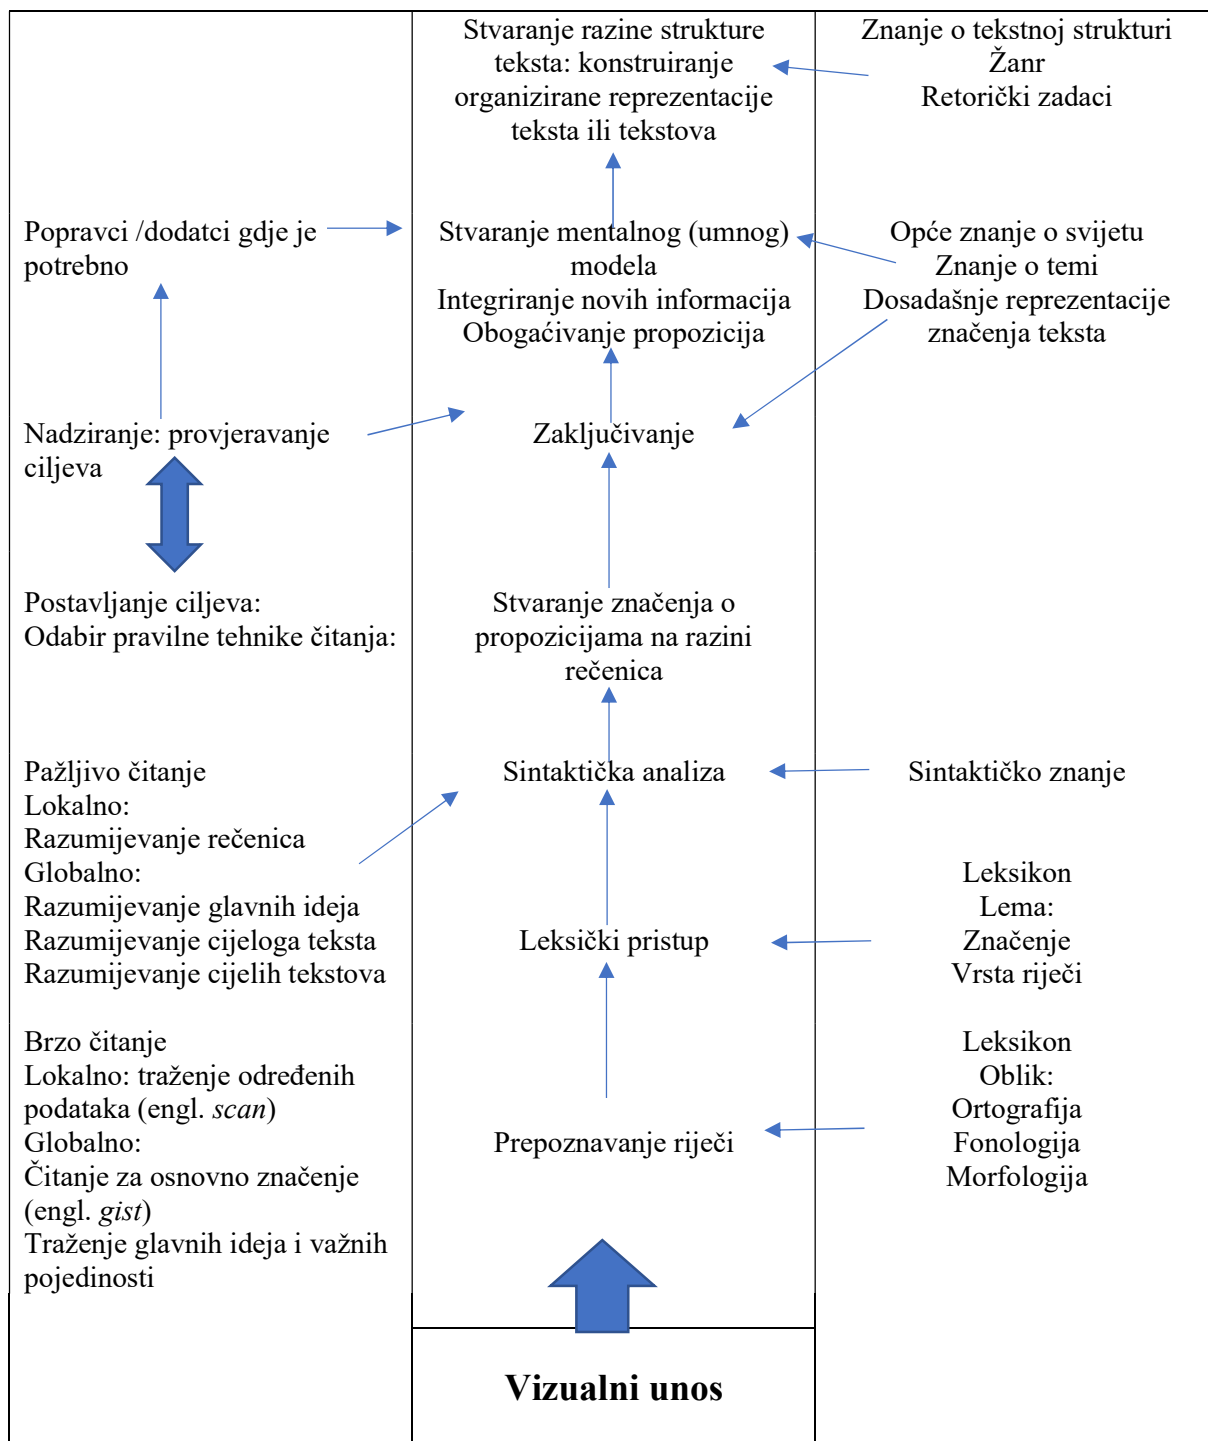 Stvaranje razine strukture
teksta: konstruiranje
organizirane reprezentacije
teksta ili tekstova
Znanje o tekstnoj strukturi
Žanr
Retorički zadaci
Popravci /dodatci gdje je
potrebno
Stvaranje mentalnog (umnog)
modela
Integriranje novih informacija
Obogaćivanje propozicija
Opće znanje o svijetu
Znanje o temi
Dosadašnje reprezentacije
značenja teksta
Nadziranje: provjeravanje
ciljeva
Zaključivanje
Postavljanje ciljeva:
Odabir pravilne tehnike čitanja:
Stvaranje značenja o
propozicijama na razini
rečenica
Pažljivo čitanje
Lokalno:
Razumijevanje rečenica
Globalno:
Razumijevanje glavnih ideja
Razumijevanje cijeloga teksta
Razumijevanje cijelih tekstova
Sintaktička analiza
Sintaktičko znanje
Leksički pristup
Leksikon
Lema:
Značenje
Vrsta riječi
Brzo čitanje
Lokalno: traženje određenih
podataka (engl. scan)
Globalno:
Čitanje za osnovno značenje
(engl. gist)
Traženje glavnih ideja i važnih
pojedinosti
Prepoznavanje riječi
Leksikon
Oblik:
Ortografija
Fonologija
Morfologija
Vizualni unos